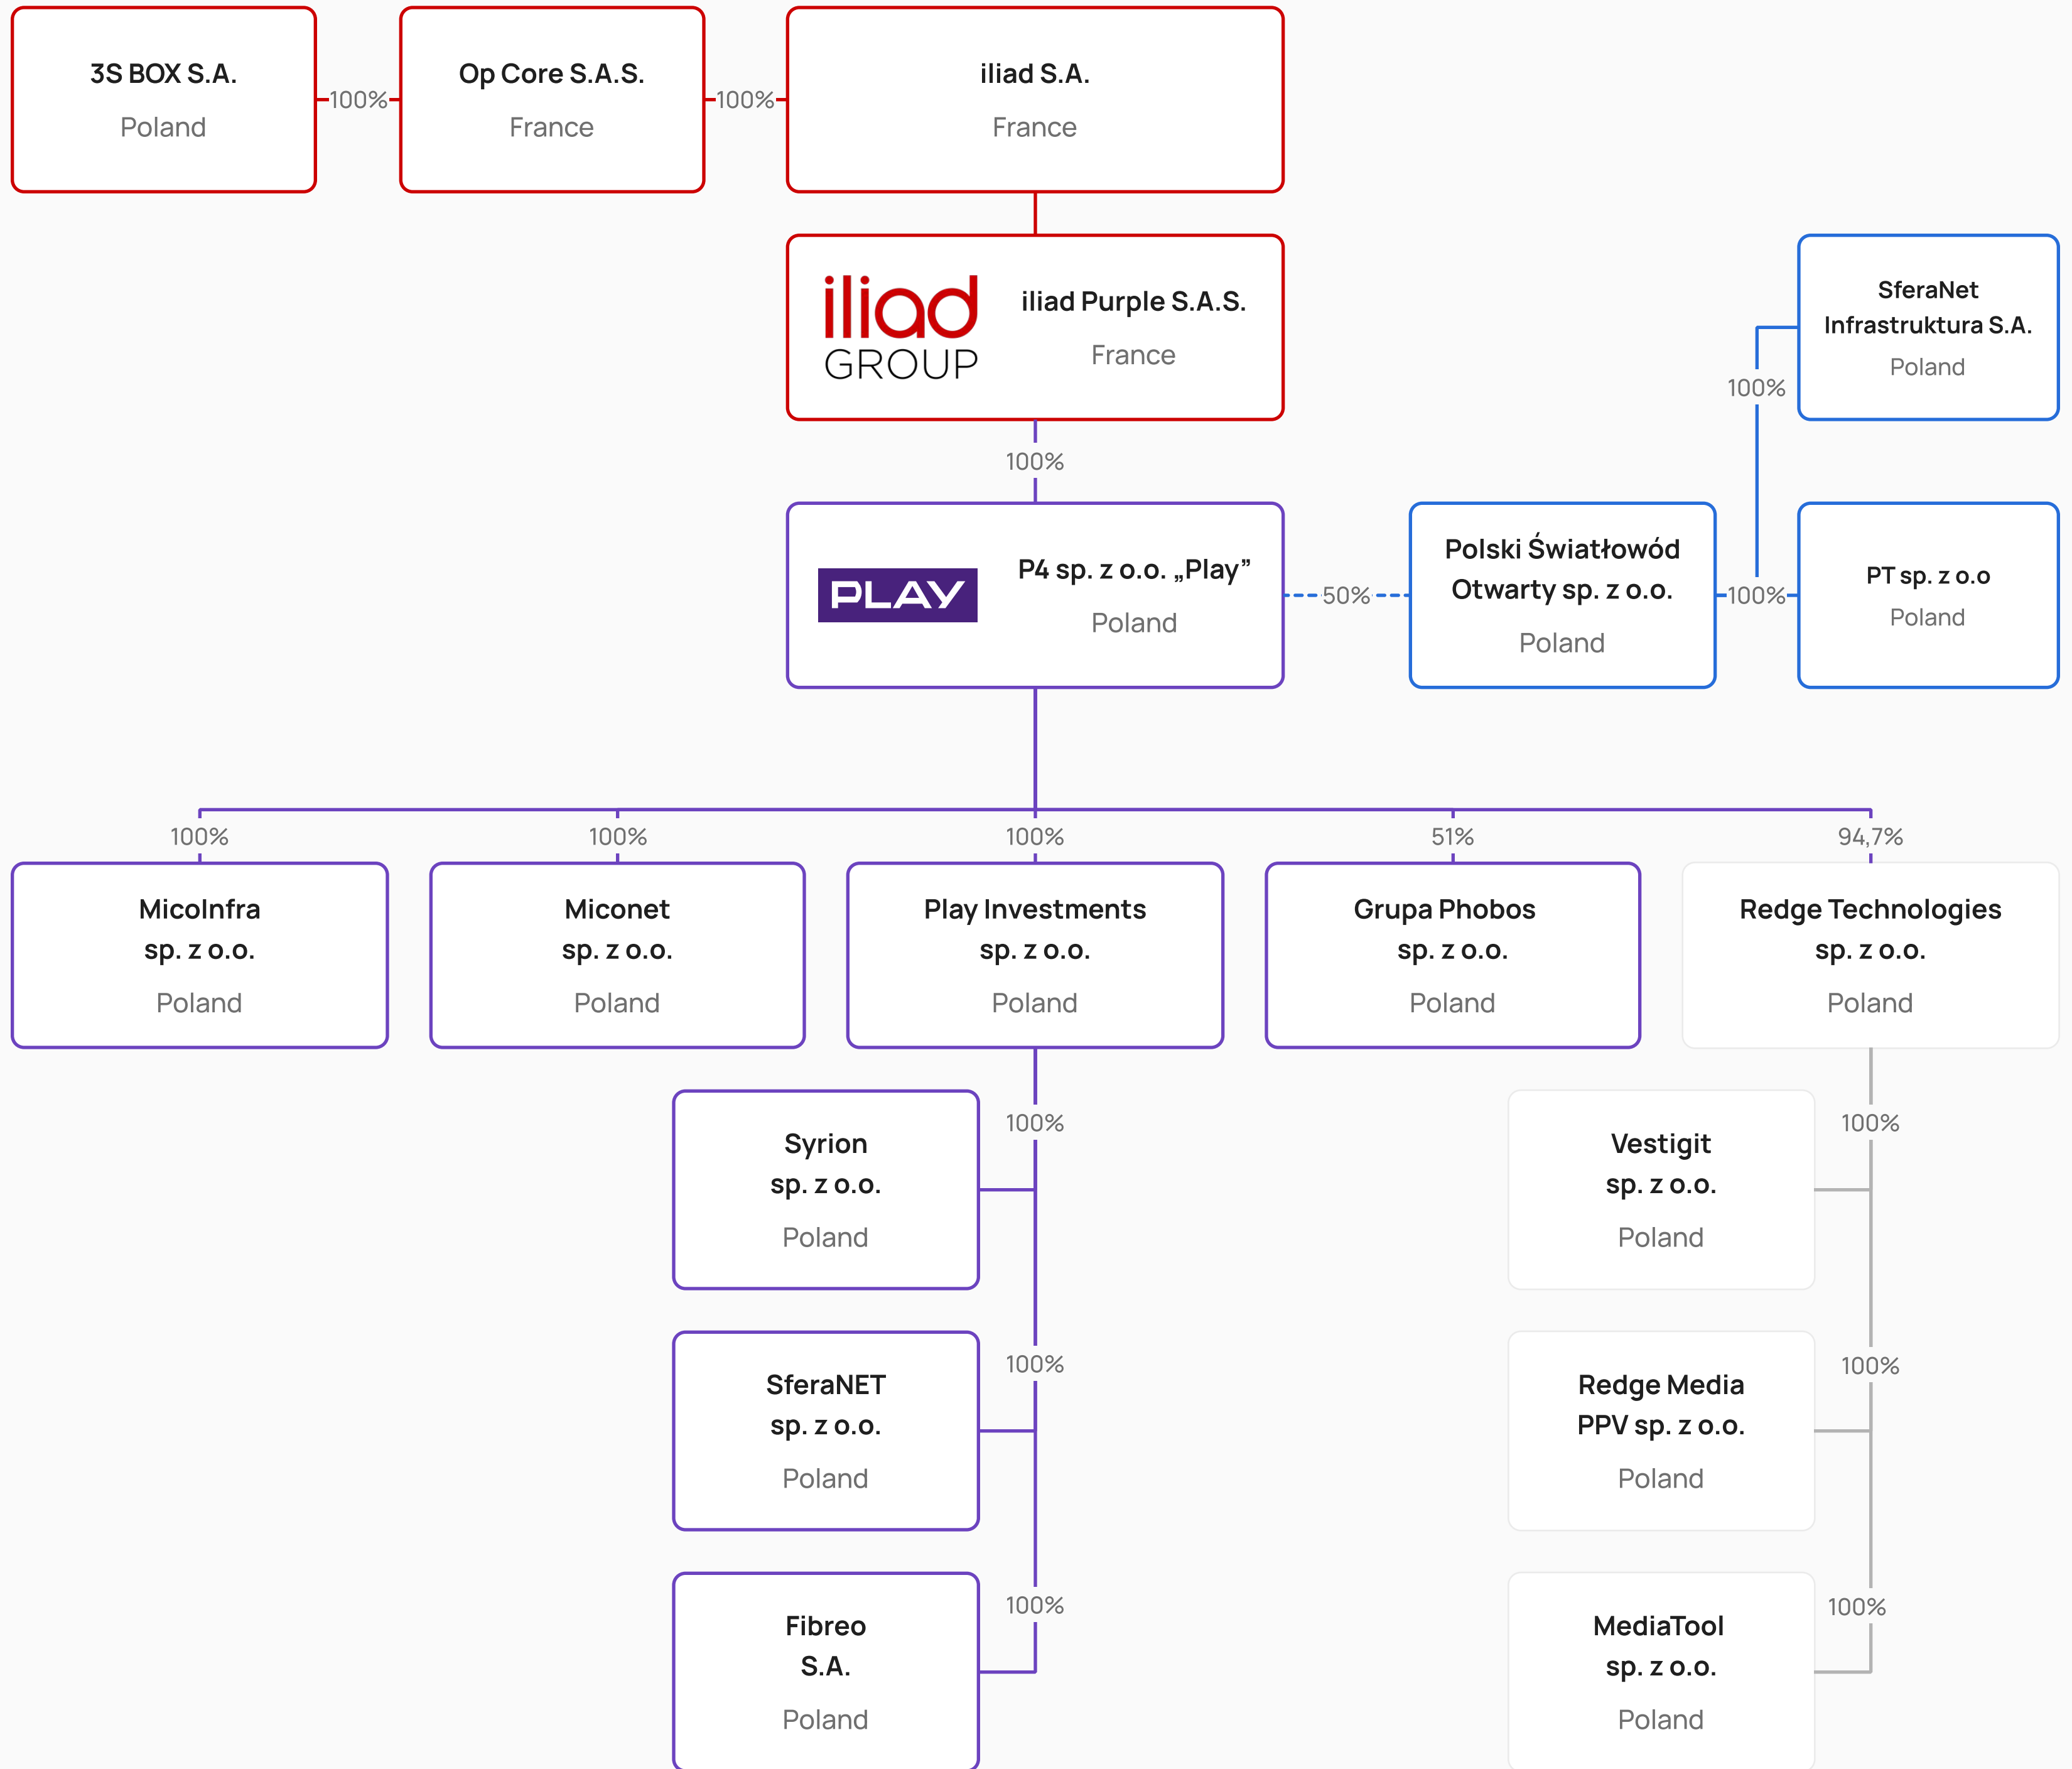 3S BOX S.A.
Poland
100%
Op Core S.A.S.
France
100%
iliad S.A.
France
iliad
GROUP
iliad Purple S.A.S.
France
SferaNet
Infrastruktura S.A.
Poland
100%
100%
PLAY
P4 sp. z o.o. „Play”
Poland
50%
Polski Światłowód
Otwarty sp. z o.o.
Poland
100%
PT sp. z o.o
Poland
100%
100%
100%
51%
94,7%
MicoInfra
sp. z o.o.
Poland
Miconet
sp. z o.o.
Poland
Play Investments
sp. z o.o.
Poland
Grupa Phobos
sp. z o.o.
Poland
Redge Technologies
sp. z o.o.
Poland
100%
Syrion
sp. z o.o.
Poland
100%
Vestigit
sp. z o.o.
Poland
100%
SferaNET
sp. z o.o.
Poland
100%
Redge Media
PPV sp. z o.o.
Poland
100%
Fibreo
S.A.
Poland
100%
MediaTool
sp. z o.o.
Poland